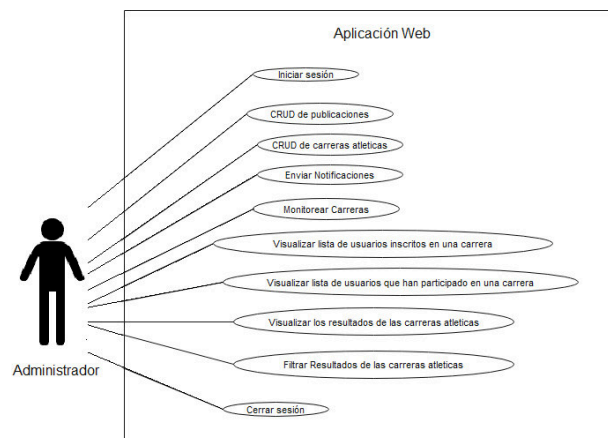 Aplicación Web
Iniciar sesión
CRUD de publicaciones
CRUD de carreras atleticas
Enviar Notificaciones
Monitorear Carreras
Visualizar lista de usuarios inscritos en una carrera
Visualizar lista de usuarios que han participado en una carrera
Visualizar los resultados de las carreras atleticas
Filtrar Resultados de las carreras atleticas
Administrador
Cerrar sesión